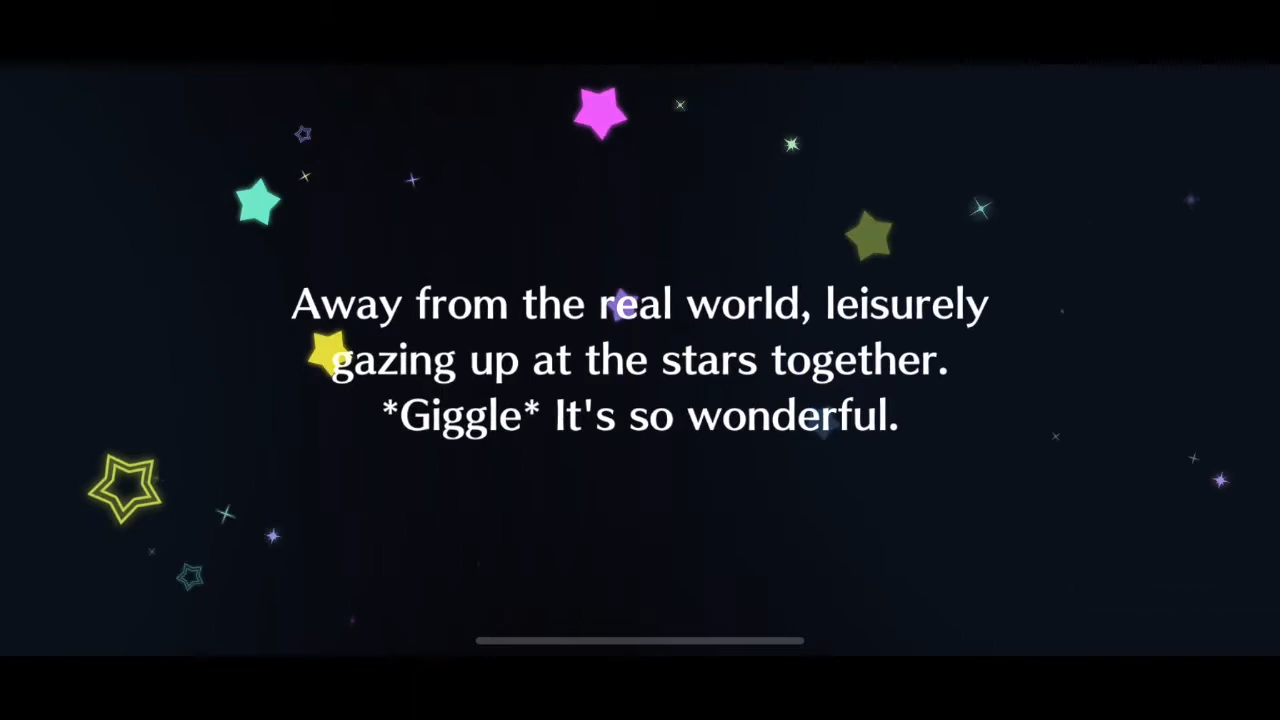 Away from the real world, leisurely
gazing up at the stars together.
*Giggle* It's so wonderful.